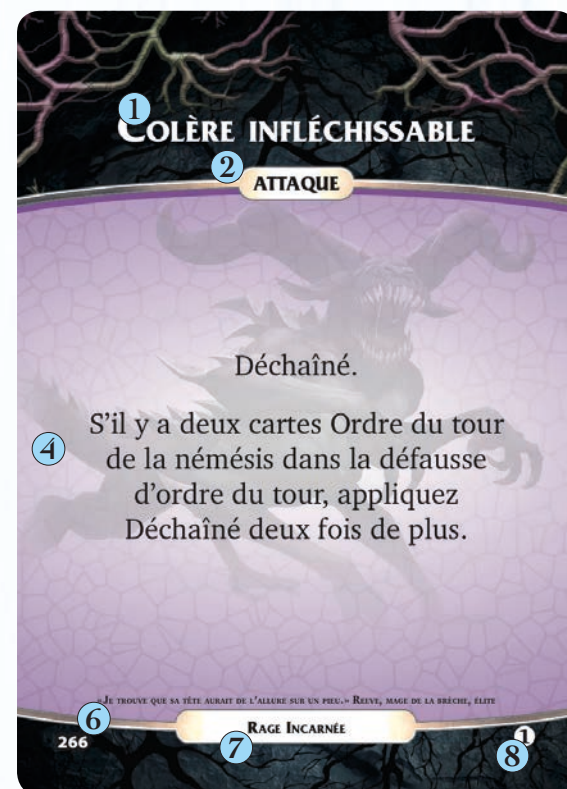 1
COLÈRE INFLÉCHISSABLE
2
ATTAQUE
Déchaîné.
S'il y a deux cartes Ordre du tour
4
de la némésis dans la défausse
d'ordre du tour, appliquez
Déchaîné deux fois de plus.
«JE TROUVE QUE SA TÊTE AURAIT DE L'ALLURE SUR UN PIEU.» REEVE, MAGE DE LA BRÈCHE, ÉLITE
6
266
RAGE INCARNÉE
7
1
8